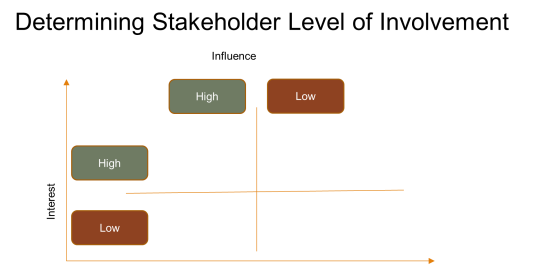 Determining Stakeholder Level of Involvement
Influence
High
Low
High
Interest
Low